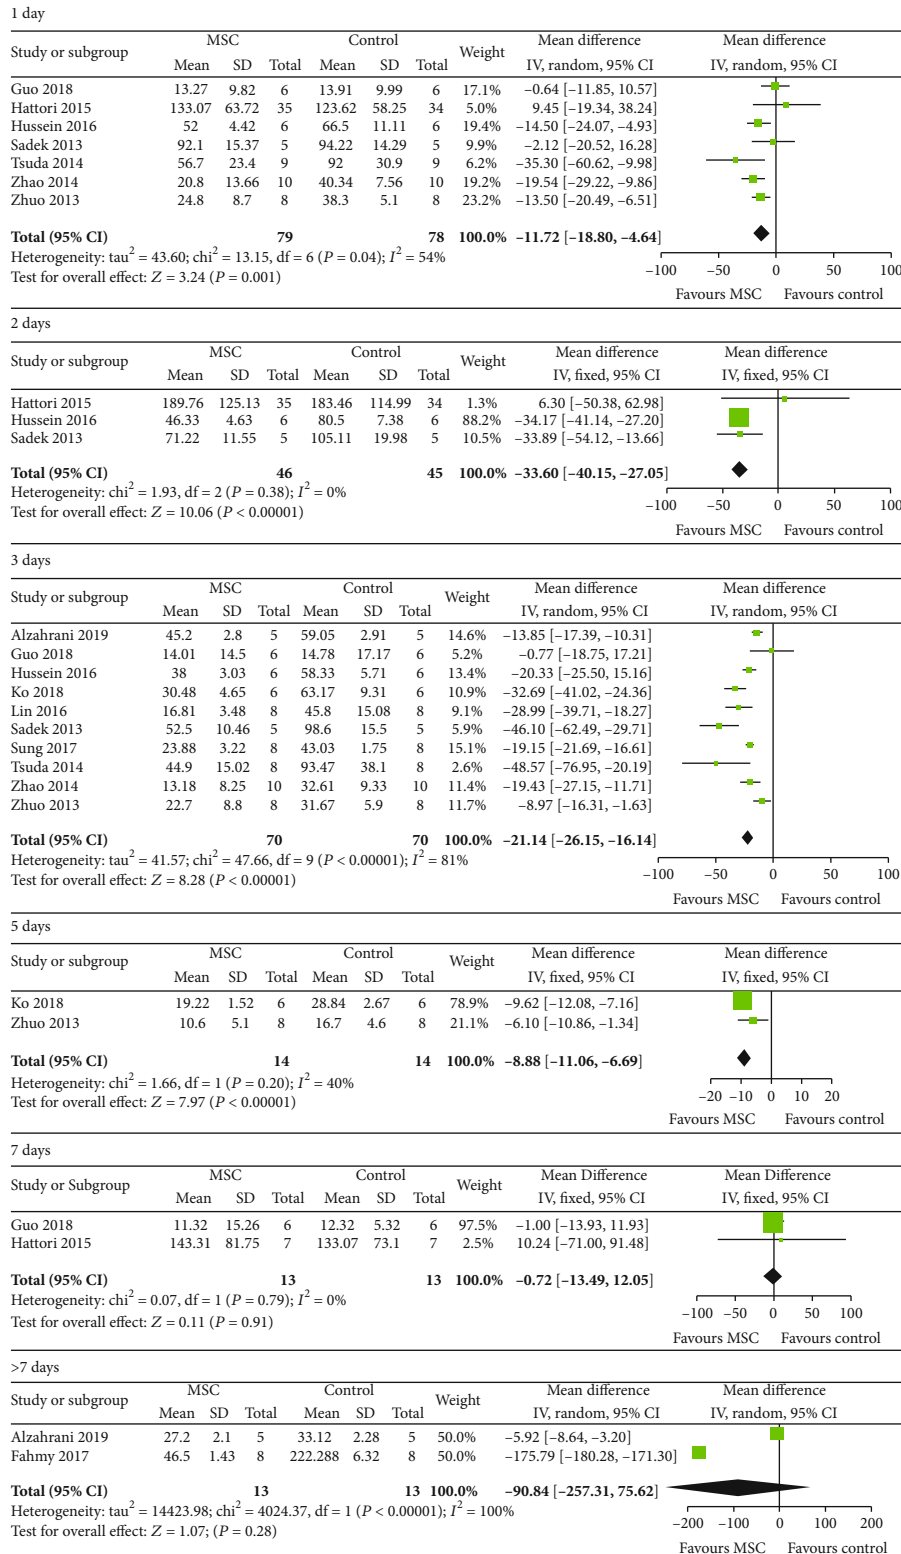 1 day
Study or subgroup MSC Control Weight Mean difference Mean difference
Mean SD Total Mean SD Total IV, random, 95% CI IV, random, 95% CI
Guo 2018 13.27 9.82 6 13.91 9.99 6 17.1% −0.64 [−11.85, 10.57]
Hattori 2015 133.07 63.72 35 123.62 58.25 34 5.0% 9.45 [−19.34, 38.24]
Hussein 2016 52 4.42 6 66.5 11.11 6 19.4% −14.50 [−24.07, −4.93]
Sadek 2013 92.1 15.37 5 94.22 14.29 5 9.9% −2.12 [−20.52, 16.28]
Tsuda 2014 56.7 23.4 9 92 30.9 9 6.2% −35.30 [−60.62, −9.98]
Zhao 2014 20.8 13.66 10 40.34 7.56 10 19.2% −19.54 [−29.22, −9.86]
Zhuo 2013 24.8 8.7 8 38.3 5.1 8 23.2% −13.50 [−20.49, −6.51]
Total (95% CI) 79 78 100.0% −11.72 [−18.80, −4.64]
Heterogeneity: tau² = 43.60; chi² = 13.15, df = 6 (P = 0.04); I² = 54%
Test for overall effect: Z = 3.24 (P = 0.001)
−100 −50 0 50 100
Favours MSC Favours control
2 days
Study or subgroup MSC Control Weight Mean difference Mean difference
Mean SD Total Mean SD Total IV, fixed, 95% CI IV, fixed, 95% CI
Hattori 2015 189.76 125.13 35 183.46 114.99 34 1.3% 6.30 [−50.38, 62.98]
Hussein 2016 46.33 4.63 6 80.5 7.38 6 88.2% −34.17 [−41.14, −27.20]
Sadek 2013 71.22 11.55 5 105.11 19.98 5 10.5% −33.89 [−54.12, −13.66]
Total (95% CI) 46 45 100.0% −33.60 [−40.15, −27.05]
Heterogeneity: chi² = 1.93, df = 2 (P = 0.38); I² = 0%
Test for overall effect: Z = 10.06 (P < 0.00001)
−100 −50 0 50 100
Favours MSC Favours control
3 days
Study or subgroup MSC Control Weight Mean difference Mean difference
Mean SD Total Mean SD Total IV, random, 95% CI IV, random, 95% CI
Alzahrani 2019 45.2 2.8 5 59.05 2.91 5 14.6% −13.85 [−17.39, −10.31]
Guo 2018 14.01 14.5 6 14.78 17.17 6 5.2% −0.77 [−18.75, 17.21]
Hussein 2016 38 3.03 6 58.33 5.71 6 13.4% −20.33 [−25.50, 15.16]
Ko 2018 30.48 4.65 6 63.17 9.31 6 10.9% −32.69 [−41.02, −24.36]
Lin 2016 16.81 3.48 8 45.8 15.08 8 9.1% −28.99 [−39.71, −18.27]
Sadek 2013 52.5 10.46 5 98.6 15.5 5 5.9% −46.10 [−62.49, −29.71]
Sung 2017 23.88 3.22 8 43.03 1.75 8 15.1% −19.15 [−21.69, −16.61]
Tsuda 2014 44.9 15.02 8 93.47 38.1 8 2.6% −48.57 [−76.95, −20.19]
Zhao 2014 13.18 8.25 10 32.61 9.33 10 11.4% −19.43 [−27.15, −11.71]
Zhuo 2013 22.7 8.8 8 31.67 5.9 8 11.7% −8.97 [−16.31, −1.63]
Total (95% CI) 70 70 100.0% −21.14 [−26.15, −16.14]
Heterogeneity: tau² = 41.57; chi² = 47.66, df = 9 (P < 0.00001); I² = 81%
Test for overall effect: Z = 8.28 (P < 0.00001)
−100 −50 0 50 100
Favours MSC Favours control
5 days
Study or subgroup MSC Control Weight Mean difference Mean difference
Mean SD Total Mean SD Total IV, fixed, 95% CI IV, fixed, 95% CI
Ko 2018 19.22 1.52 6 28.84 2.67 6 78.9% −9.62 [−12.08, −7.16]
Zhuo 2013 10.6 5.1 8 16.7 4.6 8 21.1% −6.10 [−10.86, −1.34]
Total (95% CI) 14 14 100.0% −8.88 [−11.06, −6.69]
Heterogeneity: chi² = 1.66, df = 1 (P = 0.20); I² = 40%
Test for overall effect: Z = 7.97 (P < 0.00001)
−20 −10 0 10 20
Favours MSC Favours control
7 days
Study or Subgroup MSC Control Weight Mean Difference Mean Difference
Mean SD Total Mean SD Total IV, fixed, 95% CI IV, fixed, 95% CI
Guo 2018 11.32 15.26 6 12.32 5.32 6 97.5% −1.00 [−13.93, 11.93]
Hattori 2015 143.31 81.75 7 133.07 73.1 7 2.5% 10.24 [−71.00, 91.48]
Total (95% CI) 13 13 100.0% −0.72 [−13.49, 12.05]
Heterogeneity: chi² = 0.07, df = 1 (P = 0.79); I² = 0%
Test for overall effect: Z = 0.11 (P = 0.91)
−100 −50 0 50 100
Favours MSC Favours control
>7 days
Study or subgroup MSC Control Weight Mean difference Mean difference
Mean SD Total Mean SD Total IV, random, 95% CI IV, random, 95% CI
Alzahrani 2019 27.2 2.1 5 33.12 2.28 5 50.0% −5.92 [−8.64, −3.20]
Fahmy 2017 46.5 1.43 8 222.288 6.32 8 50.0% −175.79 [−180.28, −171.30]
Total (95% CI) 13 13 100.0% −90.84 [−257.31, 75.62]
Heterogeneity: tau² = 14423.98; chi² = 4024.37, df = 1 (P < 0.00001); I² = 100%
Test for overall effect: Z = 1.07; (P = 0.28)
−200 −100 0 100 200
Favours MSC Favours control